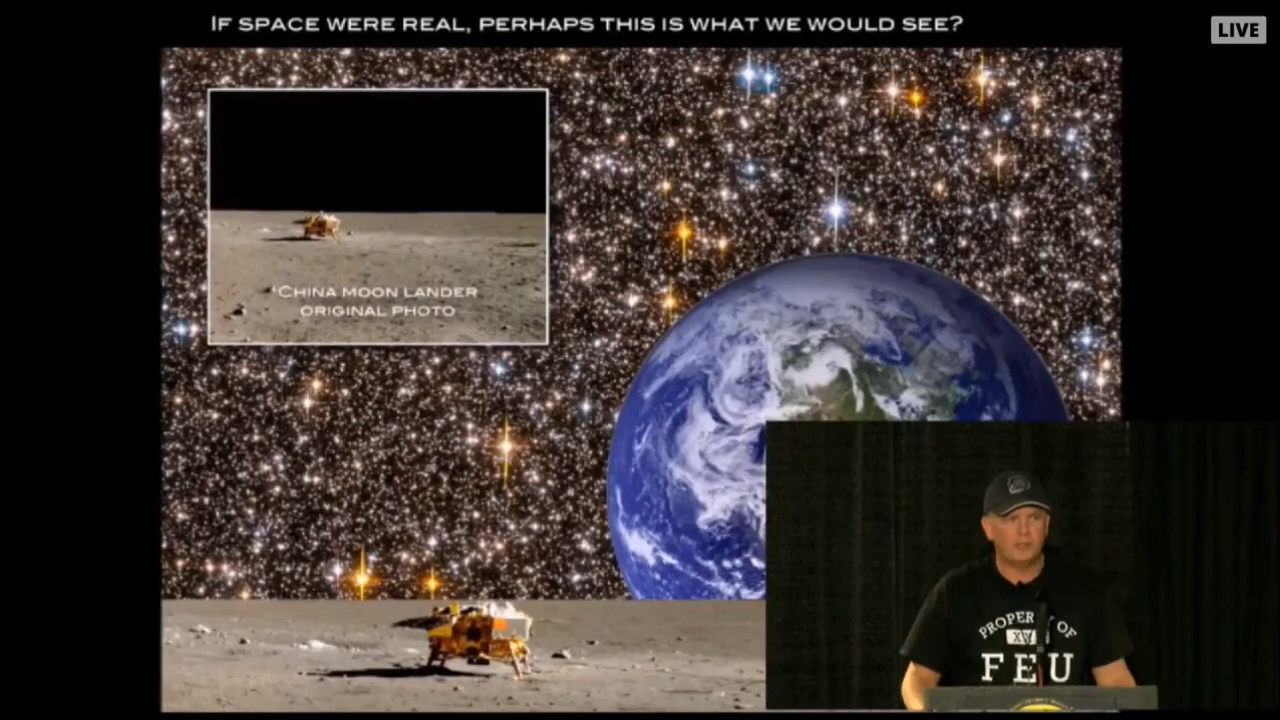 IF SPACE WERE REAL, PERHAPS THIS IS WHAT WE WOULD SEE?
LIVE
'CHINA MOON LANDER
ORIGINAL PHOTO
PROPERTY OF
XV
FEU